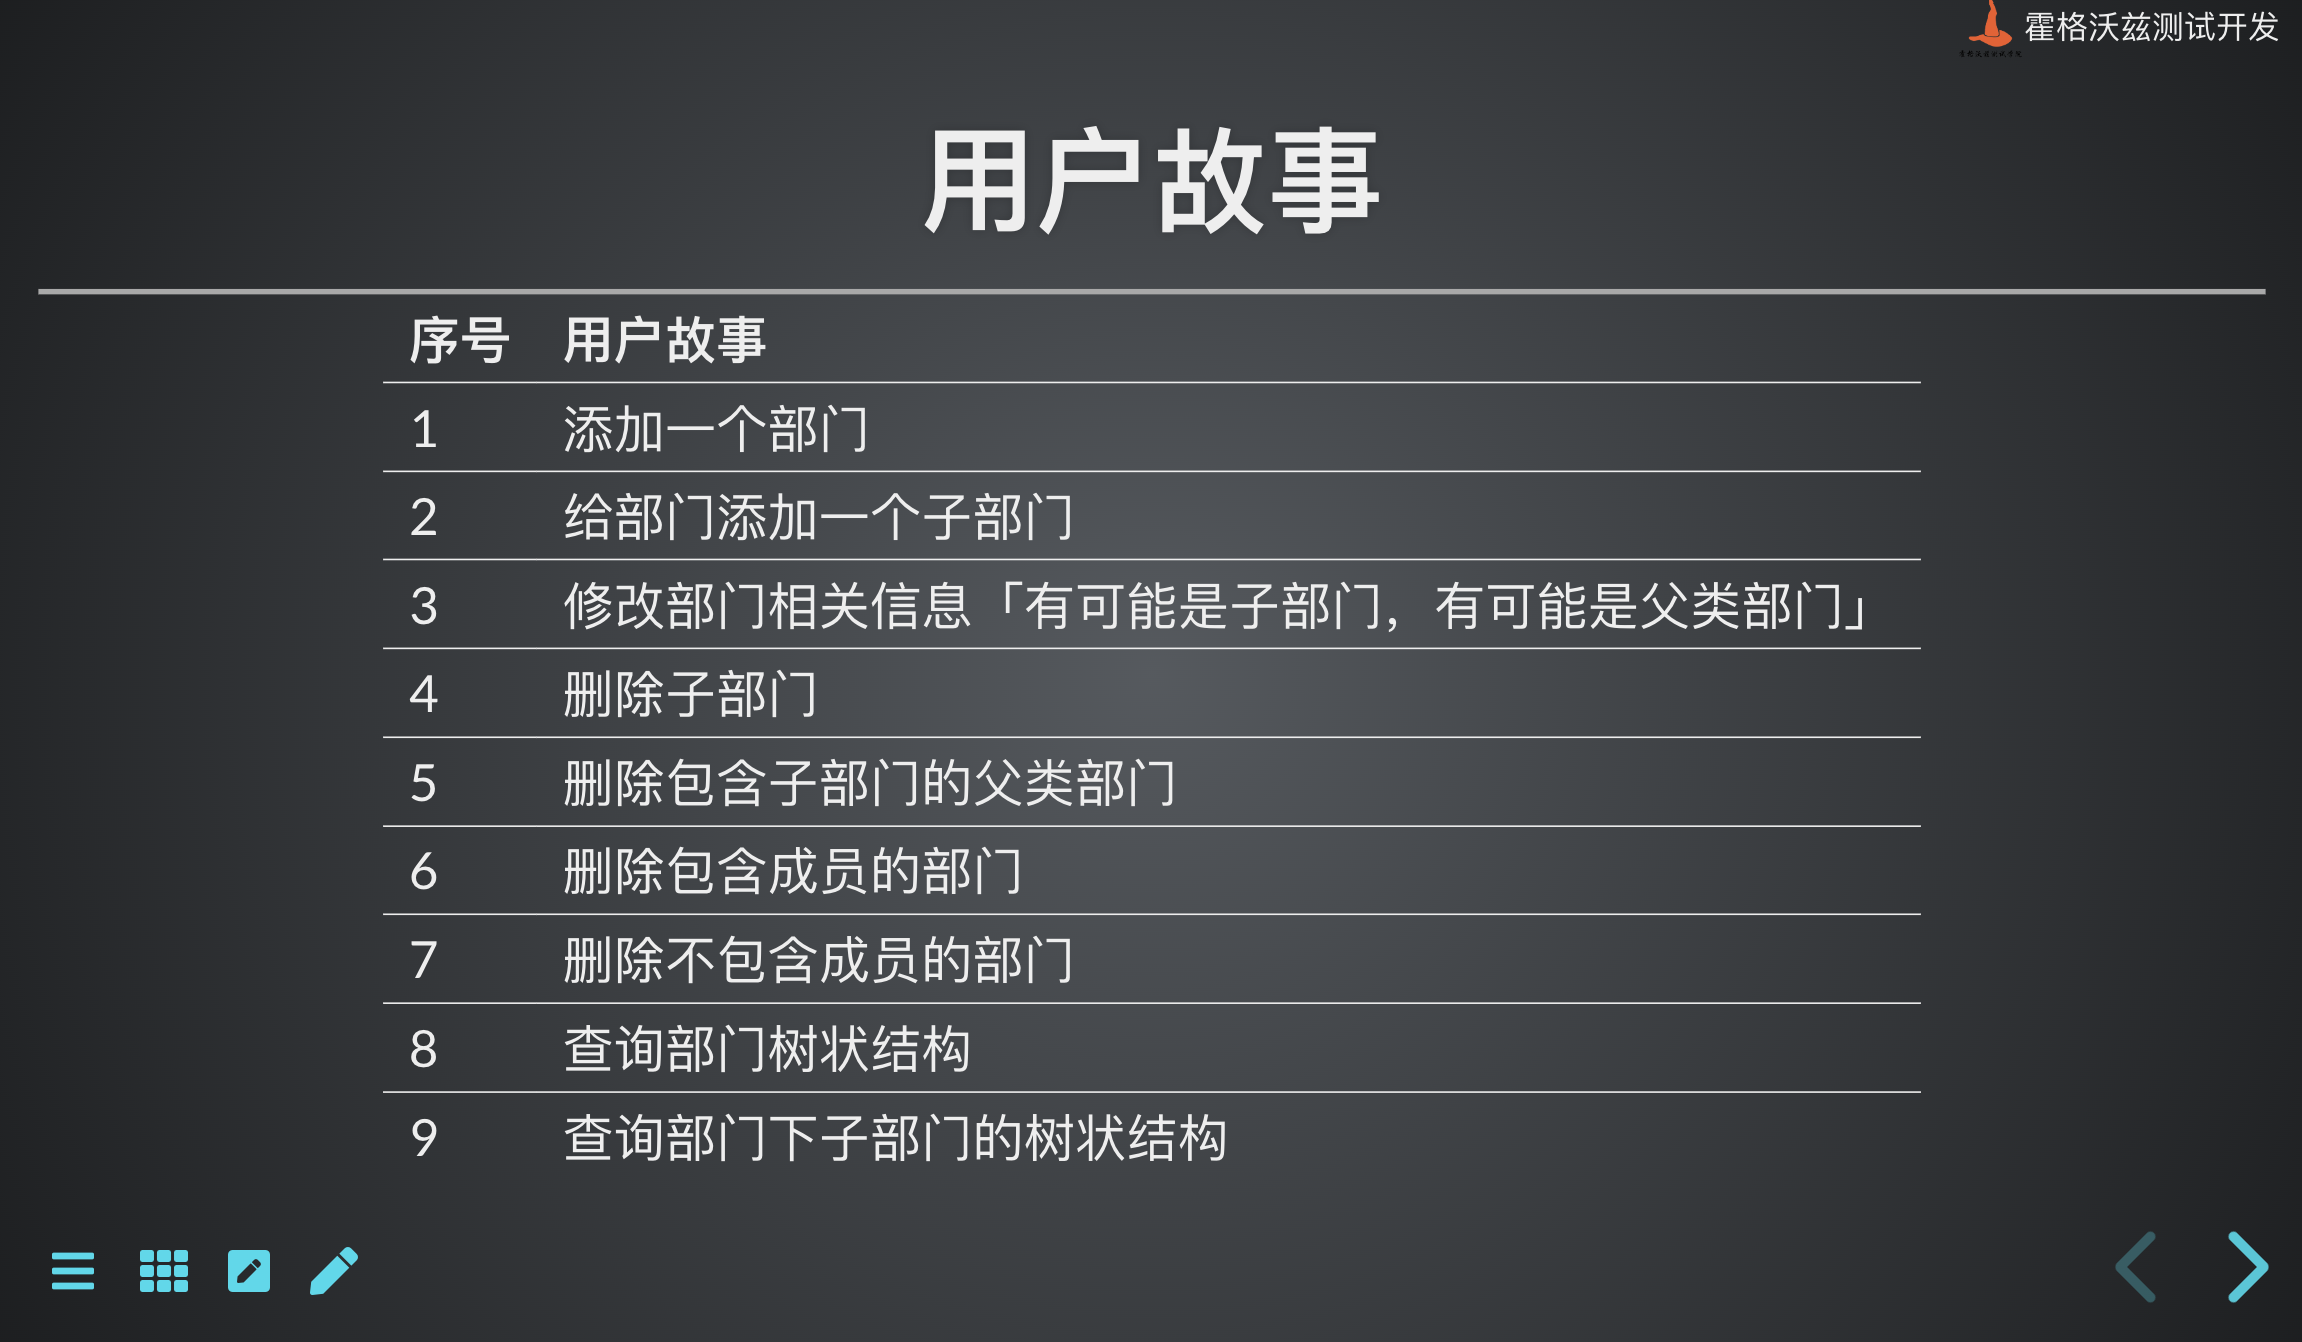 霍格沃兹测试开发
用户故事
序号 用户故事
1 添加一个部门
2 给部门添加一个子部门
3 修改部门相关信息「有可能是子部门，有可能是父类部门」
4 删除子部门
5 删除包含子部门的父类部门
6 删除包含成员的部门
7 删除不包含成员的部门
8 查询部门树状结构
9 查询部门下子部门的树状结构